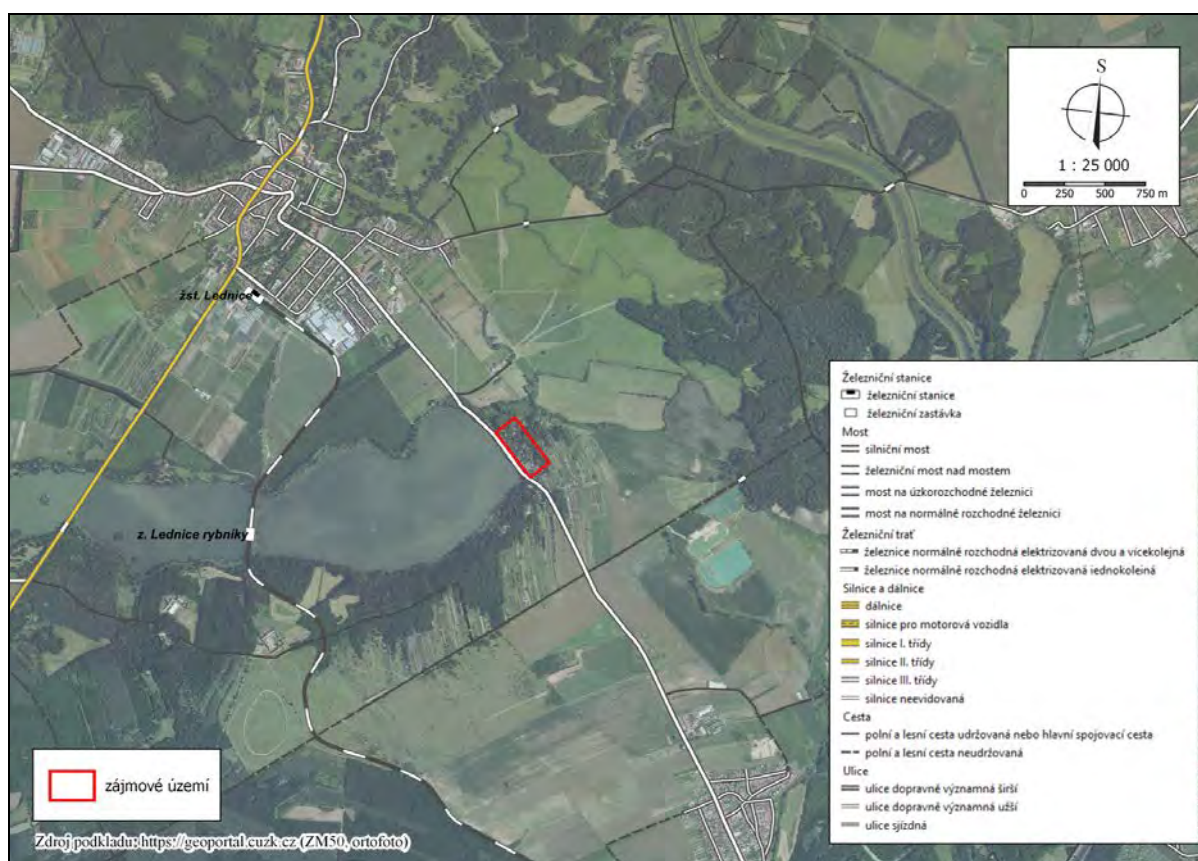 S
1 : 25 000
0 250 500 750 m
žst. Lednice
z. Lednice rybníky
Železniční stanice
železniční stanice
železniční zastávka
Most
silniční most
železniční most nad mostem
most na úzkorozchodné železnici
most na normálně rozchodné železnici
Železniční trať
železnice normálně rozchodná elektrizovaná dvou a vícekolejná
železnice normálně rozchodná elektrizovaná jednokolejná
Silnice a dálnice
dálnice
silnice pro motorová vozidla
silnice I. třídy
silnice II. třídy
silnice III. třídy
silnice neevidovaná
Cesta
polní a lesní cesta udržovaná nebo hlavní spojovací cesta
polní a lesní cesta neudržovaná
Ulice
ulice dopravně významná širší
ulice dopravně významná užší
ulice sjízdná
zájmové území
Zdroj podkladu: https://geoportal.cuzk.cz (ZM50, ortofoto)